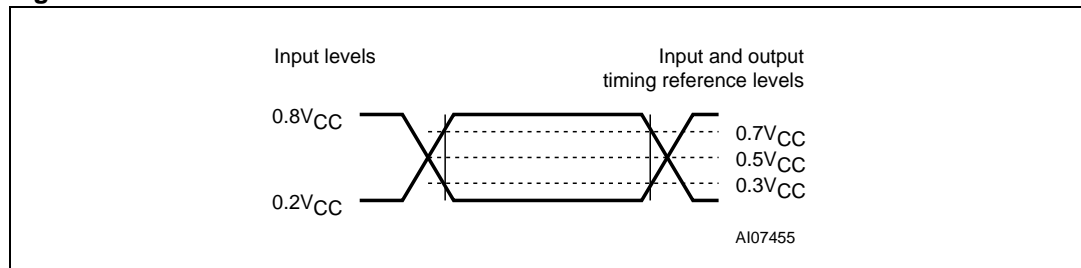 Input levels
Input and output
timing reference levels
0.8VCC
0.2VCC
0.7VCC
0.5VCC
0.3VCC
AI07455